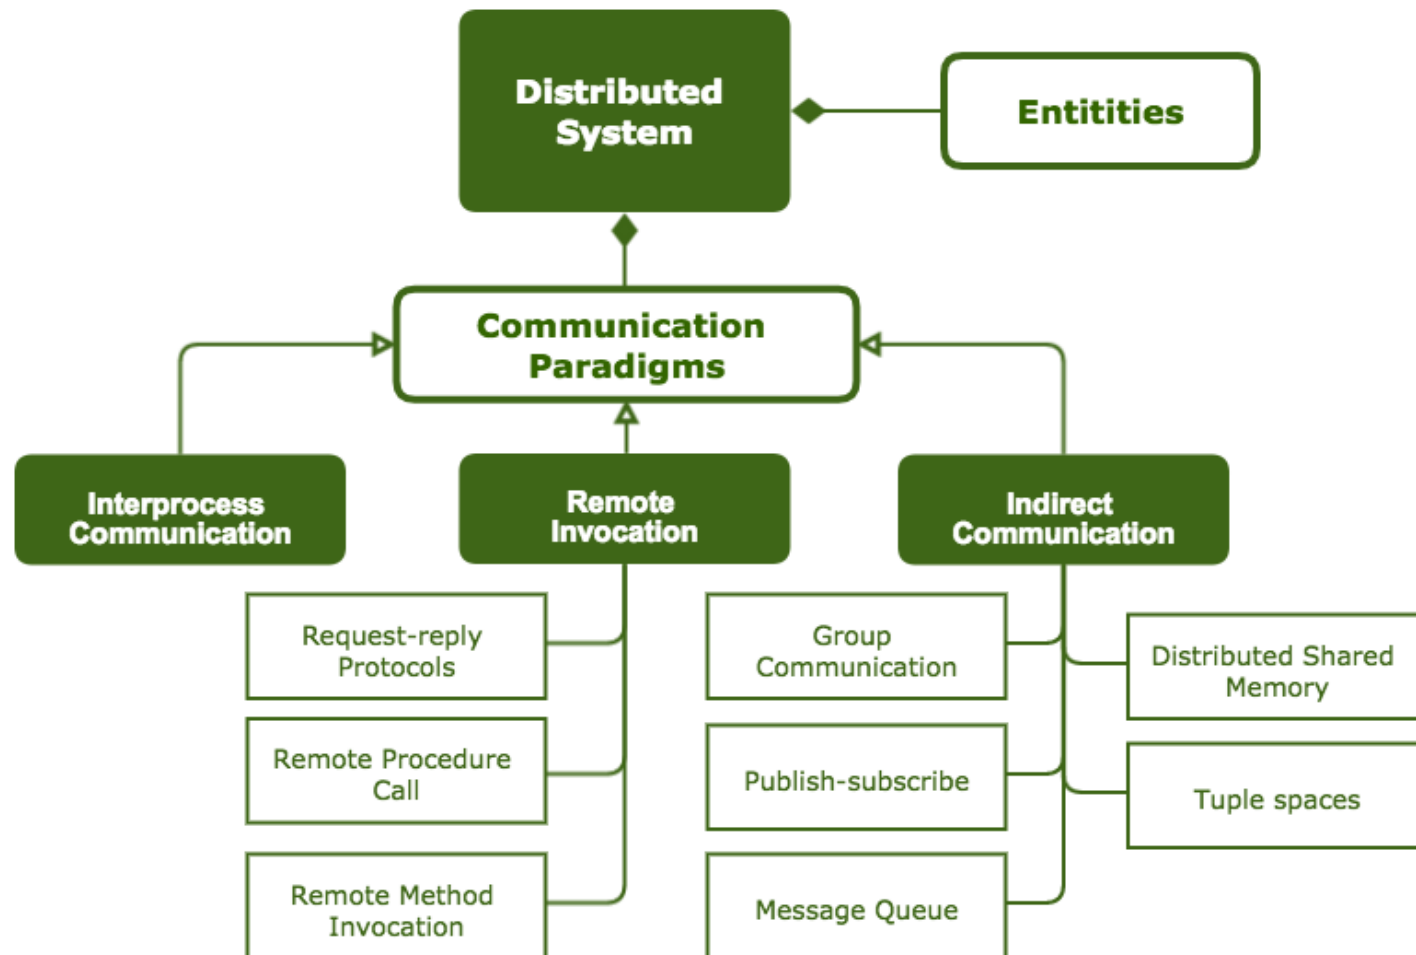 Distributed
System
Entitities
Communication
Paradigms
Interprocess
Communication
Remote
Invocation
Indirect
Communication
Request-reply
Protocols
Remote Procedure
Call
Remote Method
Invocation
Group
Communication
Publish-subscribe
Message Queue
Distributed Shared
Memory
Tuple spaces